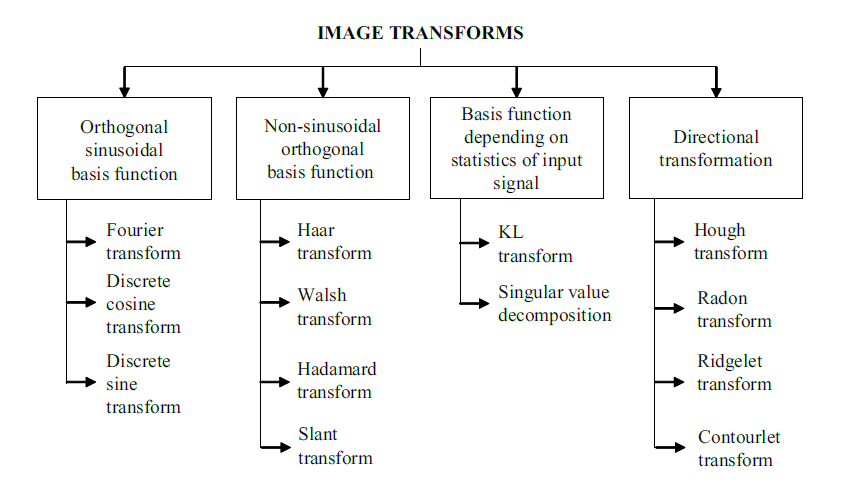 IMAGE TRANSFORMS
Orthogonal
sinusoidal
basis function
Fourier
transform
Discrete
cosine
transform
Discrete
sine
transform
Non-sinusoidal
orthogonal
basis function
Haar
transform
Walsh
transform
Hadamard
transform
Slant
transform
Basis function
depending on
statistics of input
signal
KL
transform
Singular value
decomposition
Directional
transformation
Hough
transform
Radon
transform
Ridgelet
transform
Contourlet
transform